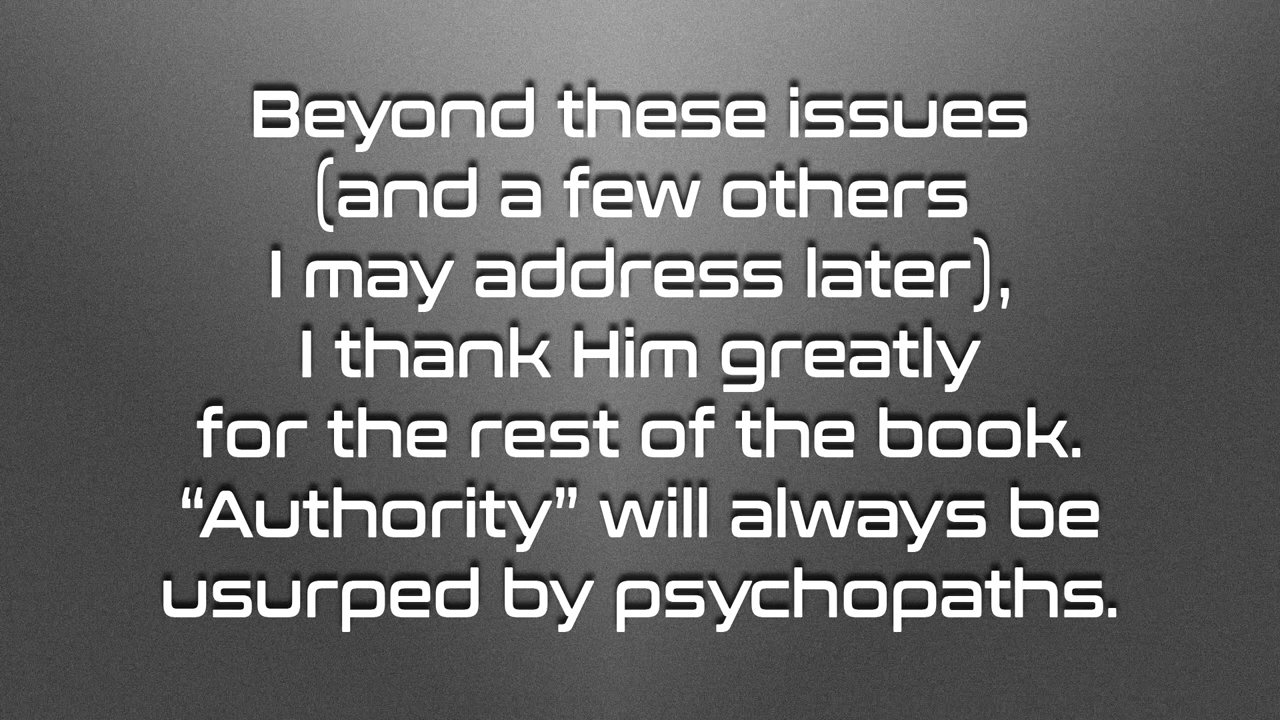 Beyond these issues
(and a few others
I may address later),
I thank Him greatly
for the rest of the book.
“Authority” will always be
usurped by psychopaths.